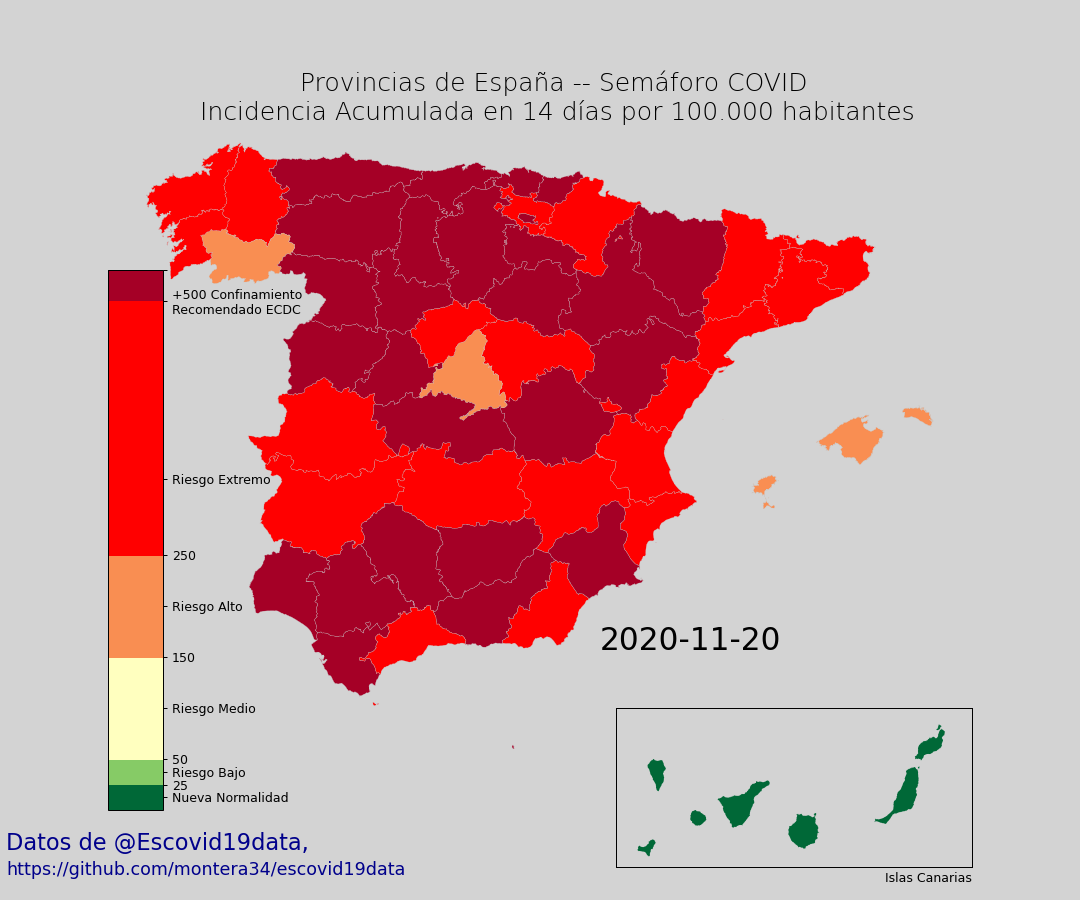 Provincias de España -- Semáforo COVID
Incidencia Acumulada en 14 días por 100.000 habitantes
+500 Confinamiento
Recomendado ECDC
Riesgo Extremo
250
Riesgo Alto
150
Riesgo Medio
50
Riesgo Bajo
25
Nueva Normalidad
2020-11-20
Islas Canarias
Datos de @Escovid19data,
https://github.com/montera34/escovid19data